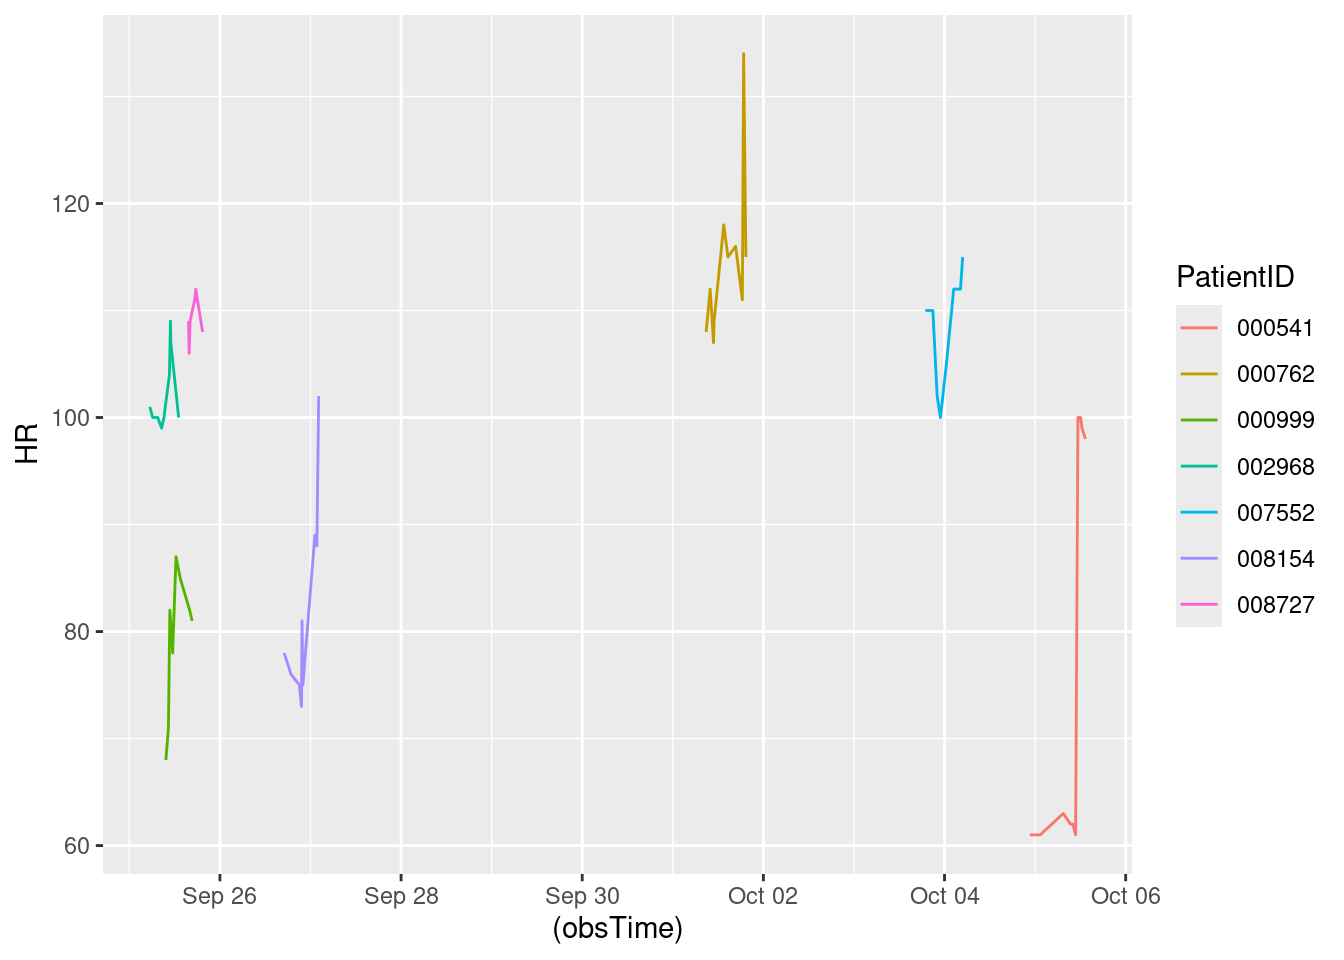 120
100
80
60
HR
Sep 26
Sep 28
Sep 30
Oct 02
Oct 04
Oct 06
(obsTime)
PatientID
000541
000762
000999
002968
007552
008154
008727